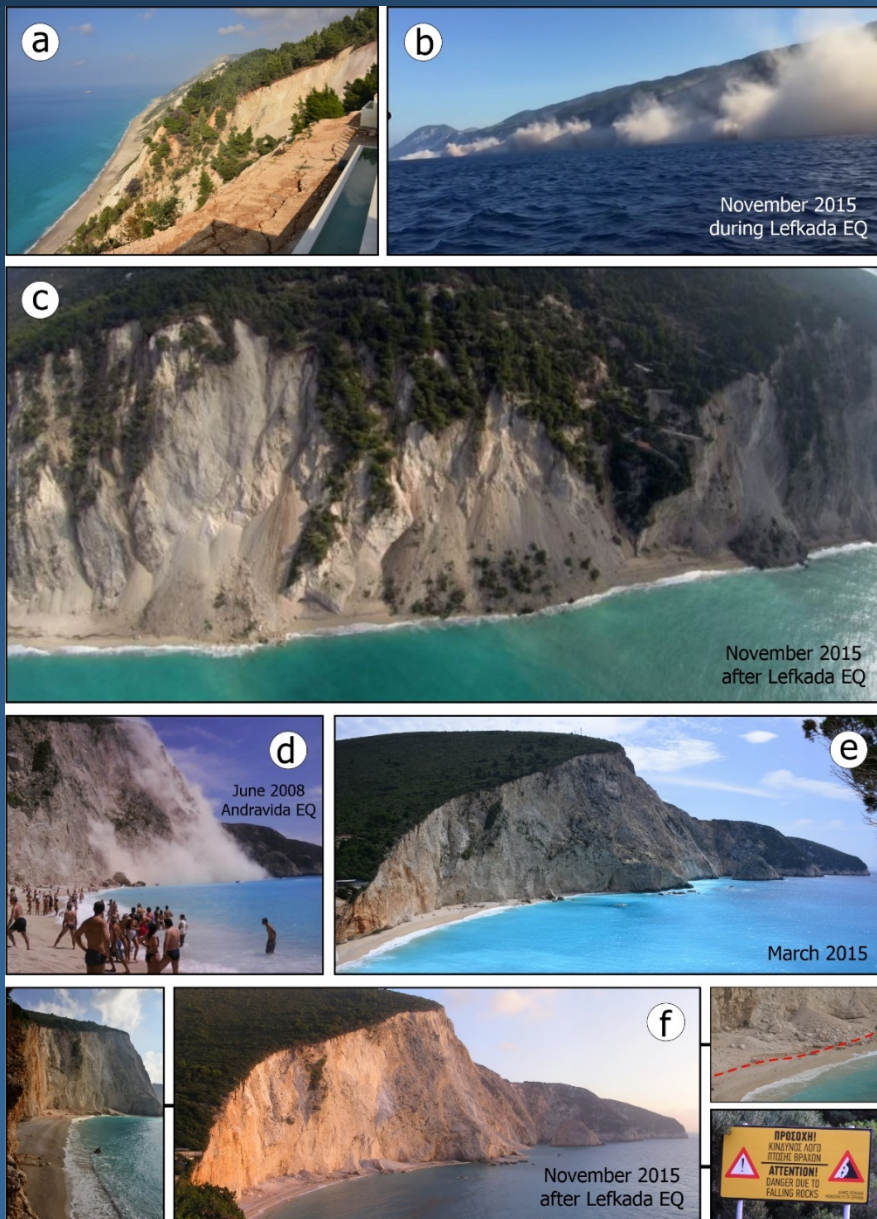 a
b
November 2015
during Lefkada EQ
c
November 2015
after Lefkada EQ
d
June 2008
Andravida EQ
e
March 2015
f
November 2015
after Lefkada EQ
ΠΡΟΣΟΧΗ!
ΚΙΝΔΥΝΟΣ ΛΟΓΩ
ΠΤΩΣΗΣ ΒΡΑΧΩΝ
ATTENTION!
DANGER DUE TO
FALLING ROCKS